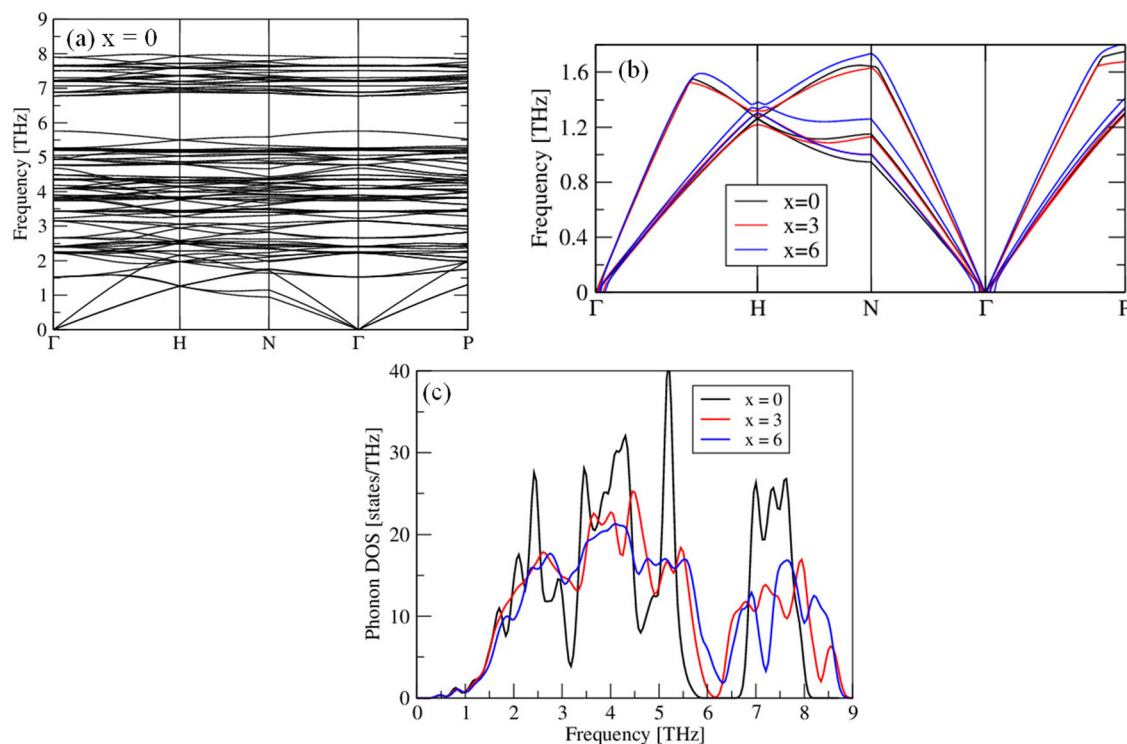 (a) x = 0
Frequency [THz]
9
8
7
6
5
4
3
2
1
0
Γ H N Γ P
(b)
Frequency [THz]
1.6
1.2
0.8
0.4
0
x=0
x=3
x=6
Γ H N Γ P
(c)
Phonon DOS [states/THz]
40
30
20
10
0
x = 0
x = 3
x = 6
0 1 2 3 4 5 6 7 8 9
Frequency [THz]